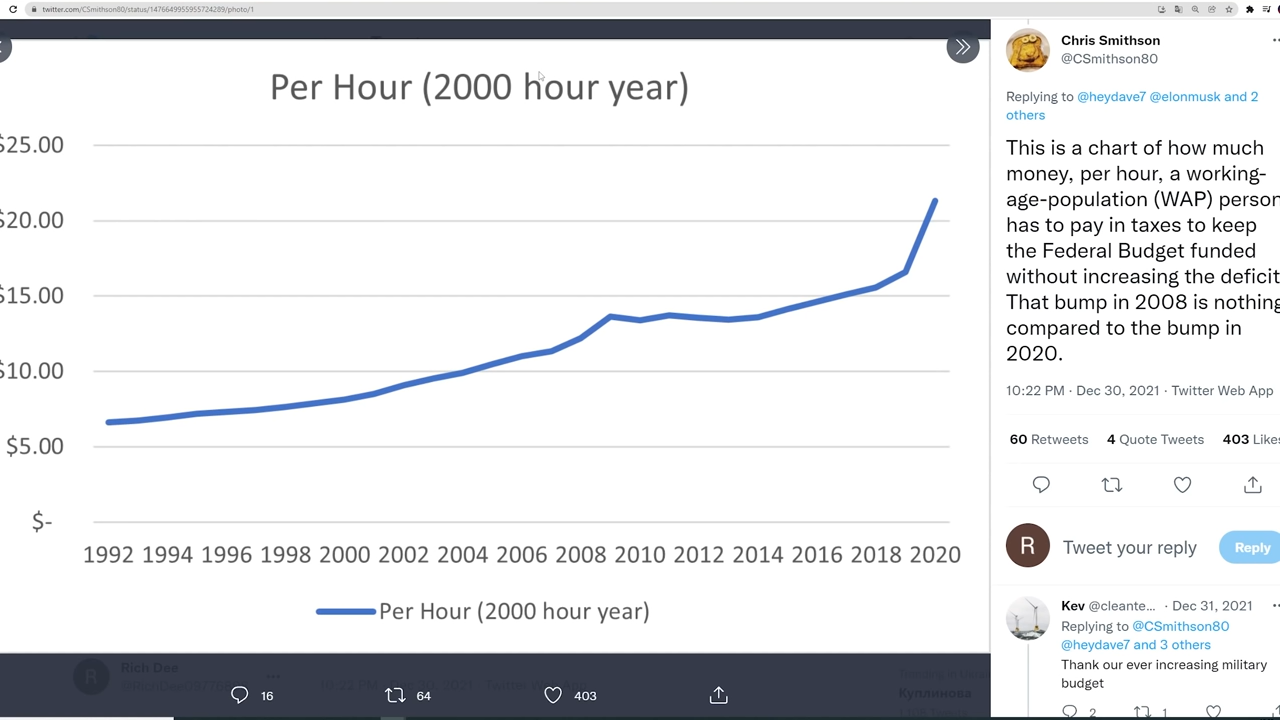 twitter.com/CSmithson80/status/1476649955955724289/photo/1
Per Hour (2000 hour year)
$25.00
$20.00
$15.00
$10.00
$5.00
$-
1992 1994 1996 1998 2000 2002 2004 2006 2008 2010 2012 2014 2016 2018 2020
Per Hour (2000 hour year)
16
64
403
Rich Dee
Куплинова
Chris Smithson
@CSmithson80
Replying to @heydave7 @elonmusk and 2
others
This is a chart of how much
money, per hour, a working-
age-population (WAP) person
has to pay in taxes to keep
the Federal Budget funded
without increasing the deficit
That bump in 2008 is nothing
compared to the bump in
2020.
10:22 PM · Dec 30, 2021 · Twitter Web App
60 Retweets 4 Quote Tweets 403 Likes
R
Tweet your reply
Reply
Kev @cleante... · Dec 31, 2021
Replying to @CSmithson80
@heydave7 and 3 others
Thank our ever increasing military
budget
2
1